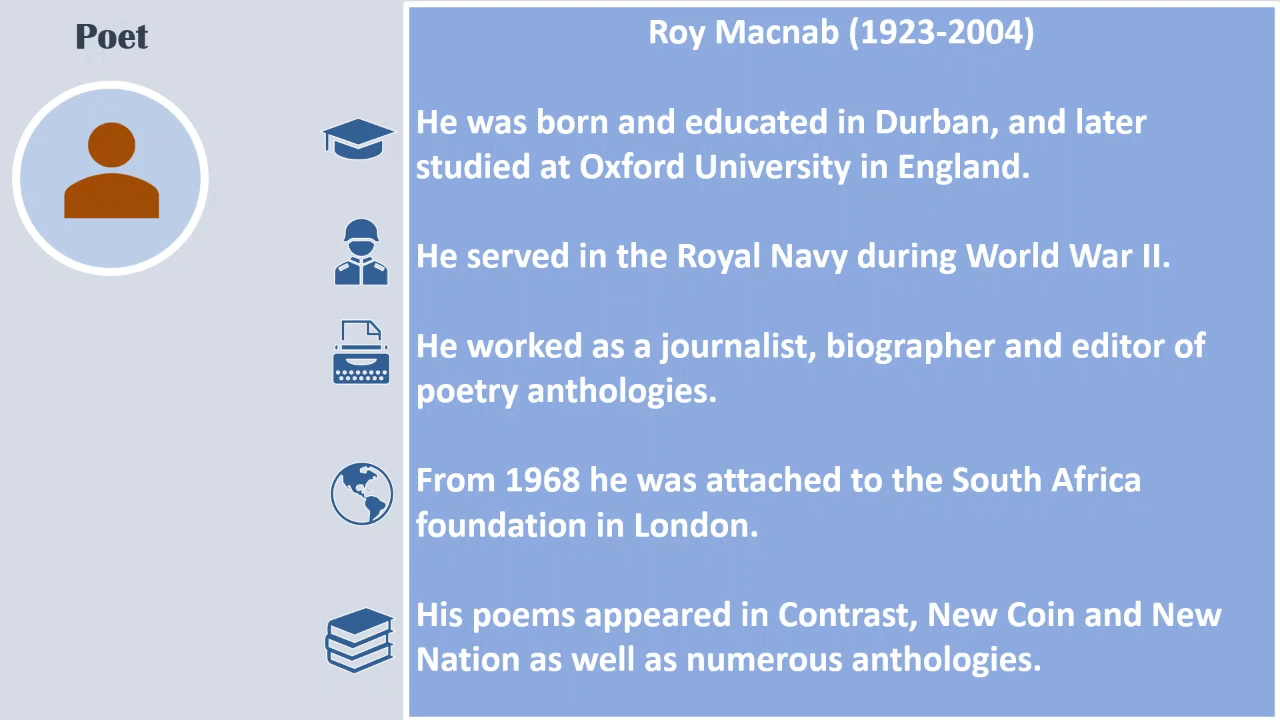 Poet
Roy Macnab (1923-2004)
He was born and educated in Durban, and later
studied at Oxford University in England.
He served in the Royal Navy during World War II.
He worked as a journalist, biographer and editor of
poetry anthologies.
From 1968 he was attached to the South Africa
foundation in London.
His poems appeared in Contrast, New Coin and New
Nation as well as numerous anthologies.